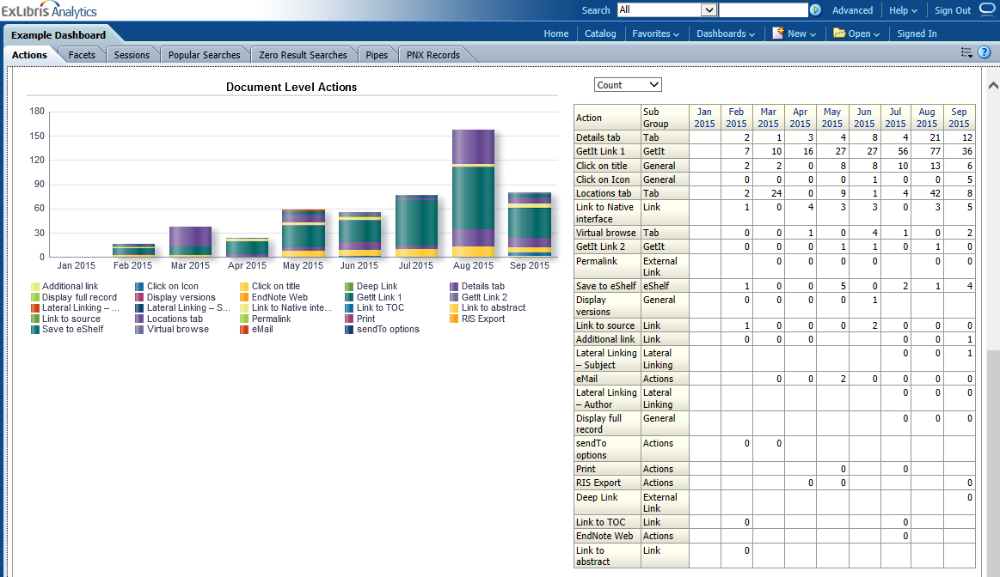 ExLibris Analytics
Search All Advanced Help Sign Out
Example Dashboard
Home Catalog Favorites Dashboards New Open Signed In
Actions Facets Sessions Popular Searches Zero Result Searches Pipes PNX Records
Document Level Actions
180
150
120
90
60
30
0
Jan 2015 Feb 2015 Mar 2015 Apr 2015 May 2015 Jun 2015 Jul 2015 Aug 2015 Sep 2015
Additional link Click on Icon Click on title Deep Link Details tab
Display full record Display versions EndNote Web GetIt Link 1 GetIt Link 2
Lateral Linking – ... Lateral Linking – S... Link to Native inte... Link to TOC Link to abstract
Link to source Locations tab Permalink Print RIS Export
Save to eShelf Virtual browse eMail sendTo options
Count
Action Sub Group Jan 2015 Feb 2015 Mar 2015 Apr 2015 May 2015 Jun 2015 Jul 2015 Aug 2015 Sep 2015
Details tab Tab 2 1 3 4 8 4 21 12
GetIt Link 1 GetIt 7 10 16 27 27 56 77 36
Click on title General 2 2 0 8 8 10 13 6
Click on Icon General 0 0 0 0 1 0 0 5
Locations tab Tab 2 24 0 9 1 4 42 8
Link to Native interface Link 1 0 4 3 3 0 3 5
Virtual browse Tab 0 0 1 0 4 1 0 2
GetIt Link 2 GetIt 0 0 0 1 1 0 1 0
Permalink External Link 0 0 0 0 0 0 0
Save to eShelf eShelf 1 0 0 5 0 2 1 4
Display versions General 0 0 0 0 1
Link to source Link 1 0 0 0 2 0 0 0
Additional link Link 0 0 0 0 0 1
Lateral Linking – Subject Lateral Linking 0 0 1
eMail Actions 0 0 2 0 0 0 0
Lateral Linking – Author Lateral Linking 0 0 0
Display full record General 0 0 0
sendTo options Actions 0 0
Print Actions 0 0
RIS Export Actions 0 0 0
Deep Link External Link 0
Link to TOC Link 0 0
EndNote Web Actions 0
Link to abstract Link 0